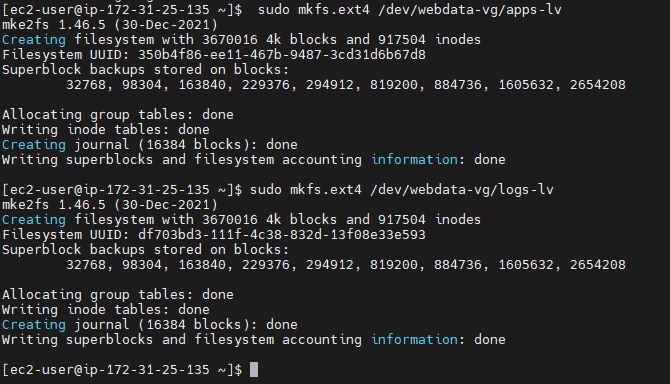 [ec2-user@ip-172-31-25-135 ~]$  sudo mkfs.ext4 /dev/webdata-vg/apps-lv
mke2fs 1.46.5 (30-Dec-2021)
Creating filesystem with 3670016 4k blocks and 917504 inodes
Filesystem UUID: 350b4f86-ee11-467b-9487-3cd31d6b67d8
Superblock backups stored on blocks:
        32768, 98304, 163840, 229376, 294912, 819200, 884736, 1605632, 2654208

Allocating group tables: done
Writing inode tables: done
Creating journal (16384 blocks): done
Writing superblocks and filesystem accounting information: done

[ec2-user@ip-172-31-25-135 ~]$ sudo mkfs.ext4 /dev/webdata-vg/logs-lv
mke2fs 1.46.5 (30-Dec-2021)
Creating filesystem with 3670016 4k blocks and 917504 inodes
Filesystem UUID: df703bd3-111f-4c38-832d-13f08e33e593
Superblock backups stored on blocks:
        32768, 98304, 163840, 229376, 294912, 819200, 884736, 1605632, 2654208

Allocating group tables: done
Writing inode tables: done
Creating journal (16384 blocks): done
Writing superblocks and filesystem accounting information: done

[ec2-user@ip-172-31-25-135 ~]$